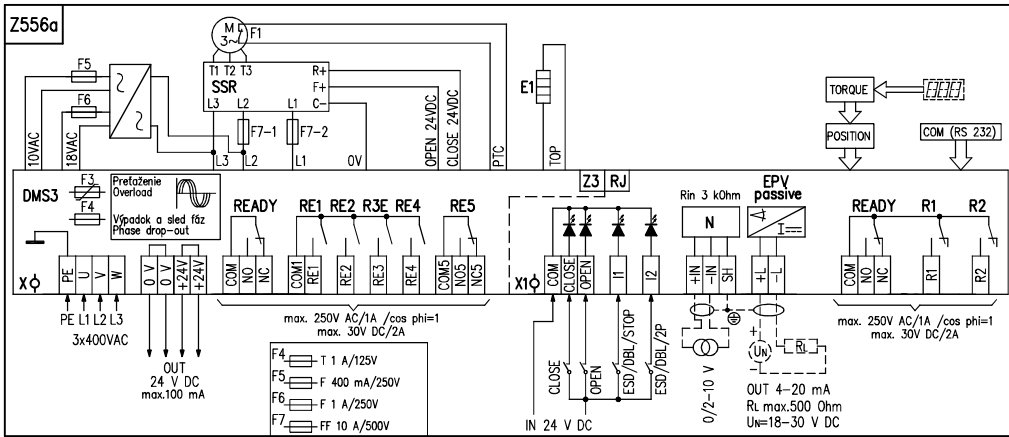 Z556a
M
3~
F1
T1 T2 T3
SSR
R+
F+
C-
L3 L2 L1
F5
F6
F7-1
F7-2
E1
TORQUE
POSITION
COM (RS 232)
10VAC
18VAC
L3 L2 L1 0V
OPEN 24VDC
CLOSE 24VDC
PTC
TOP
DMS3
F3
F4
Preťaženie
Overload
Výpadok a sled fáz
Phase drop-out
READY
RE1 RE2 R3E RE4
RE5
Z3 RJ
Rin 3 kOhm
N
EPV
passive
READY
R1
R2
X
PE U V W
0 V 0 V +24V +24V
COM NO NC
COM1 RE1 RE2 RE3 RE4
COM5 NO5 NC5
X1
COM CLOSE OPEN I1 I2
+IN -IN SH
+L -L
COM NO NC
R1
R2
PE L1 L2 L3
3x400VAC
OUT
24 V DC
max.100 mA
max. 250V AC/1A /cos phi=1
max. 30V DC/2A
F4 T 1 A/125V
F5 F 400 mA/250V
F6 F 1 A/250V
F7 FF 10 A/500V
CLOSE
OPEN
ESD/DBL/STOP
ESD/DBL/2P
IN 24 V DC
0/2-10 V
+
UN
-
RL
OUT 4-20 mA
RL max.500 Ohm
UN=18-30 V DC
max. 250V AC/1A /cos phi=1
max. 30V DC/2A